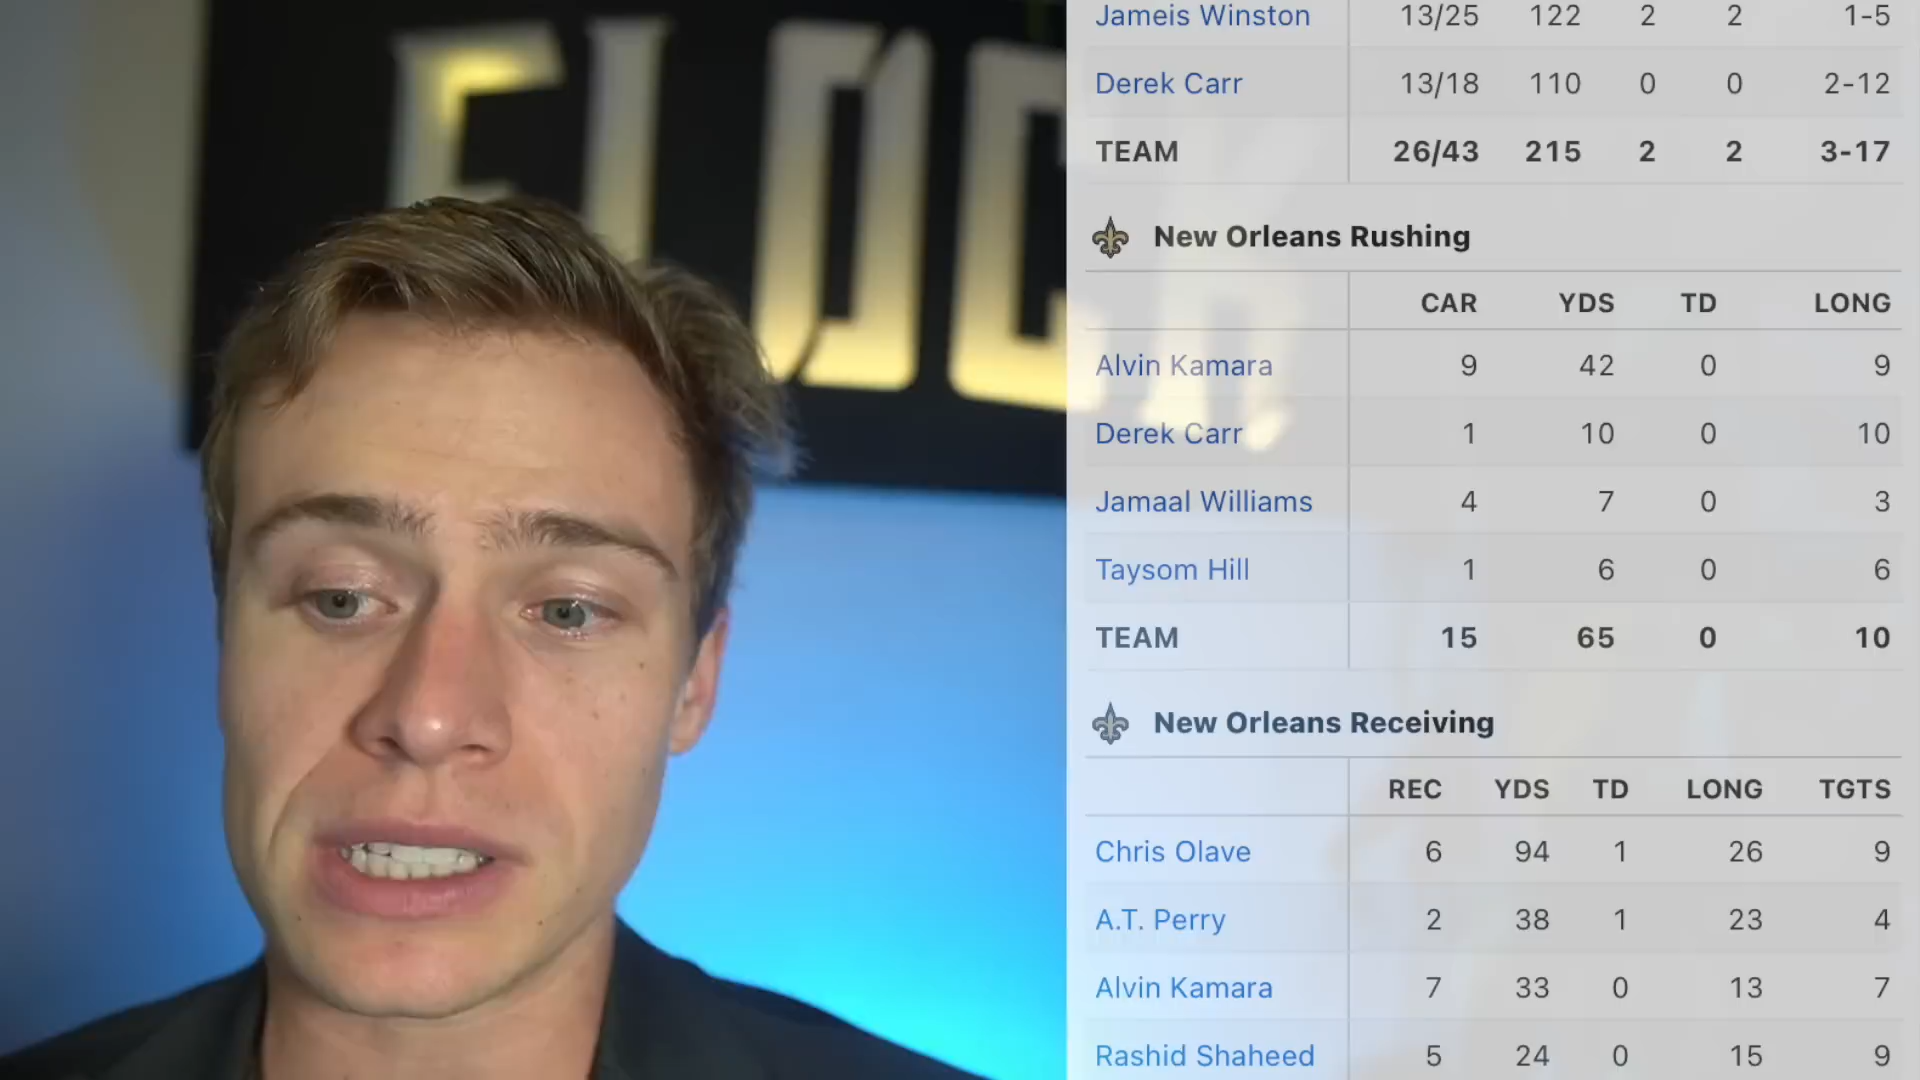 FLOCK
Jameis Winston 13/25 122 2 2 1-5
Derek Carr 13/18 110 0 0 2-12
TEAM 26/43 215 2 2 3-17
New Orleans Rushing
CAR YDS TD LONG
Alvin Kamara 9 42 0 9
Derek Carr 1 10 0 10
Jamaal Williams 4 7 0 3
Taysom Hill 1 6 0 6
TEAM 15 65 0 10
New Orleans Receiving
REC YDS TD LONG TGTS
Chris Olave 6 94 1 26 9
A.T. Perry 2 38 1 23 4
Alvin Kamara 7 33 0 13 7
Rashid Shaheed 5 24 0 15 9